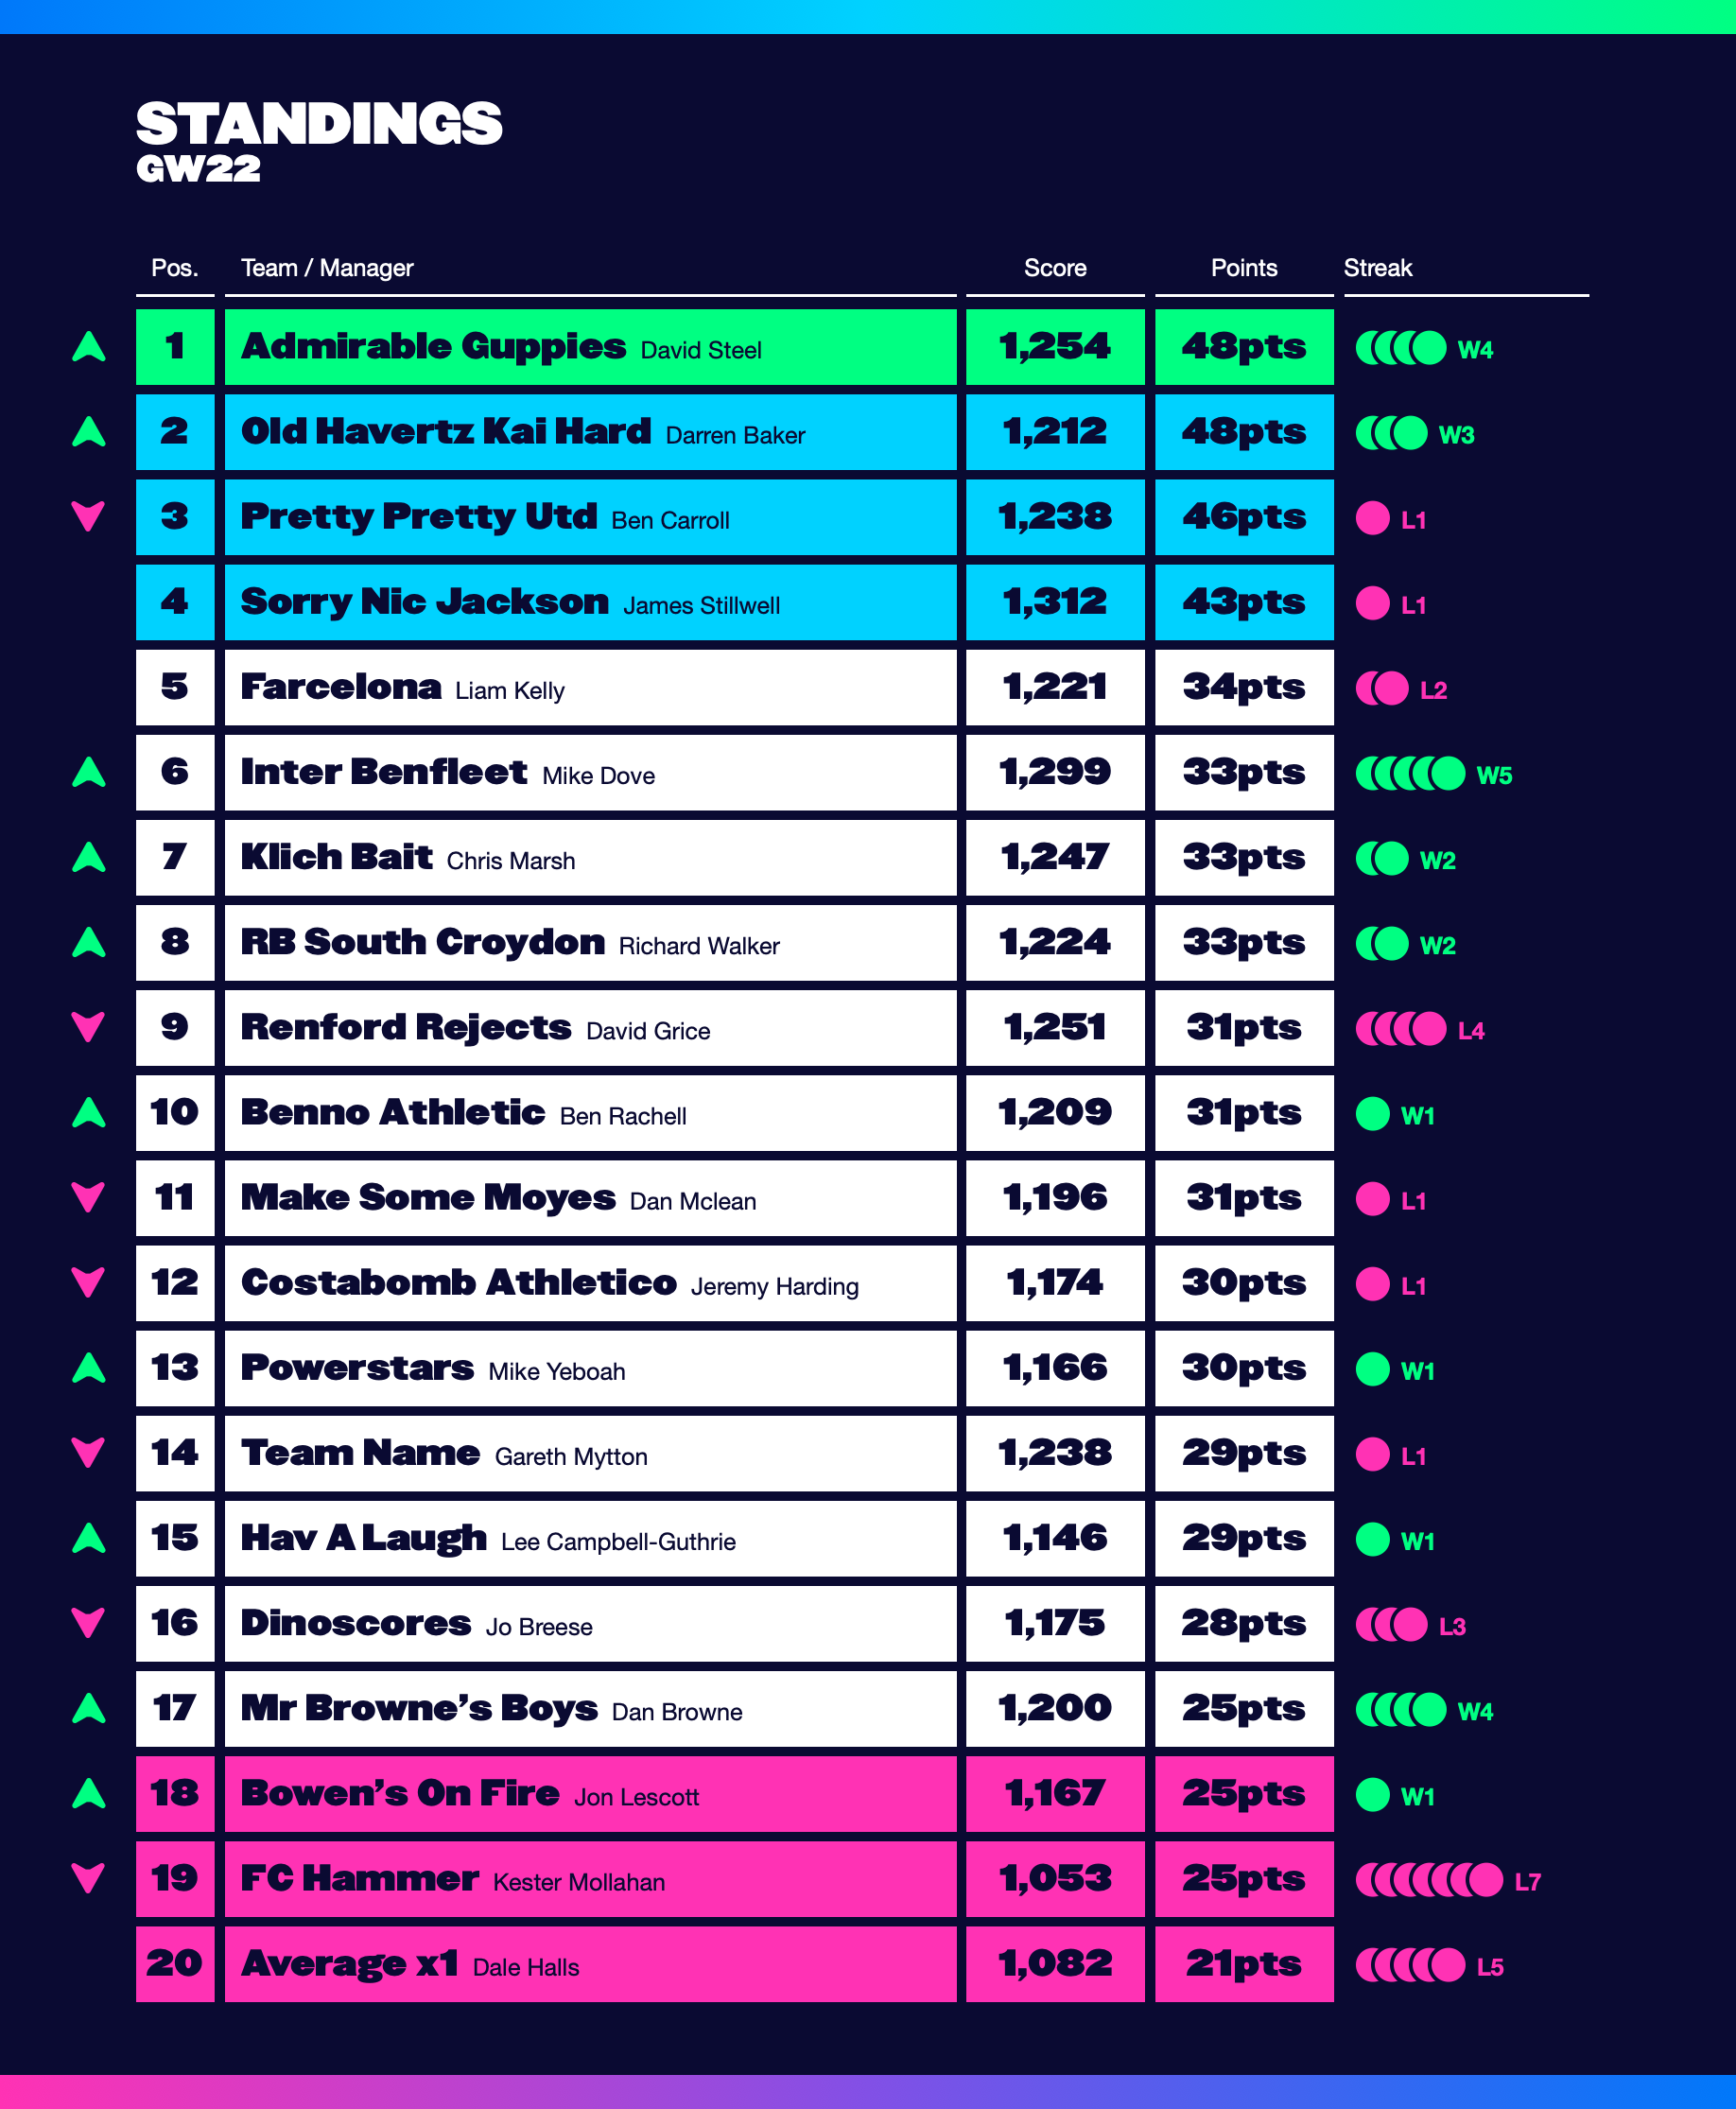 STANDINGS
GW22
Pos. Team / Manager Score Points Streak
1 Admirable Guppies David Steel 1,254 48pts W4
2 Old Havertz Kai Hard Darren Baker 1,212 48pts W3
3 Pretty Pretty Utd Ben Carroll 1,238 46pts L1
4 Sorry Nic Jackson James Stillwell 1,312 43pts L1
5 Farcelona Liam Kelly 1,221 34pts L2
6 Inter Benfleet Mike Dove 1,299 33pts W5
7 Klich Bait Chris Marsh 1,247 33pts W2
8 RB South Croydon Richard Walker 1,224 33pts W2
9 Renford Rejects David Grice 1,251 31pts L4
10 Benno Athletic Ben Rachell 1,209 31pts W1
11 Make Some Moyes Dan Mclean 1,196 31pts L1
12 Costabomb Athletico Jeremy Harding 1,174 30pts L1
13 Powerstars Mike Yeboah 1,166 30pts W1
14 Team Name Gareth Mytton 1,238 29pts L1
15 Hav A Laugh Lee Campbell-Guthrie 1,146 29pts W1
16 Dinoscores Jo Breese 1,175 28pts L3
17 Mr Browne’s Boys Dan Browne 1,200 25pts W4
18 Bowen’s On Fire Jon Lescott 1,167 25pts W1
19 FC Hammer Kester Mollahan 1,053 25pts L7
20 Average x1 Dale Halls 1,082 21pts L5